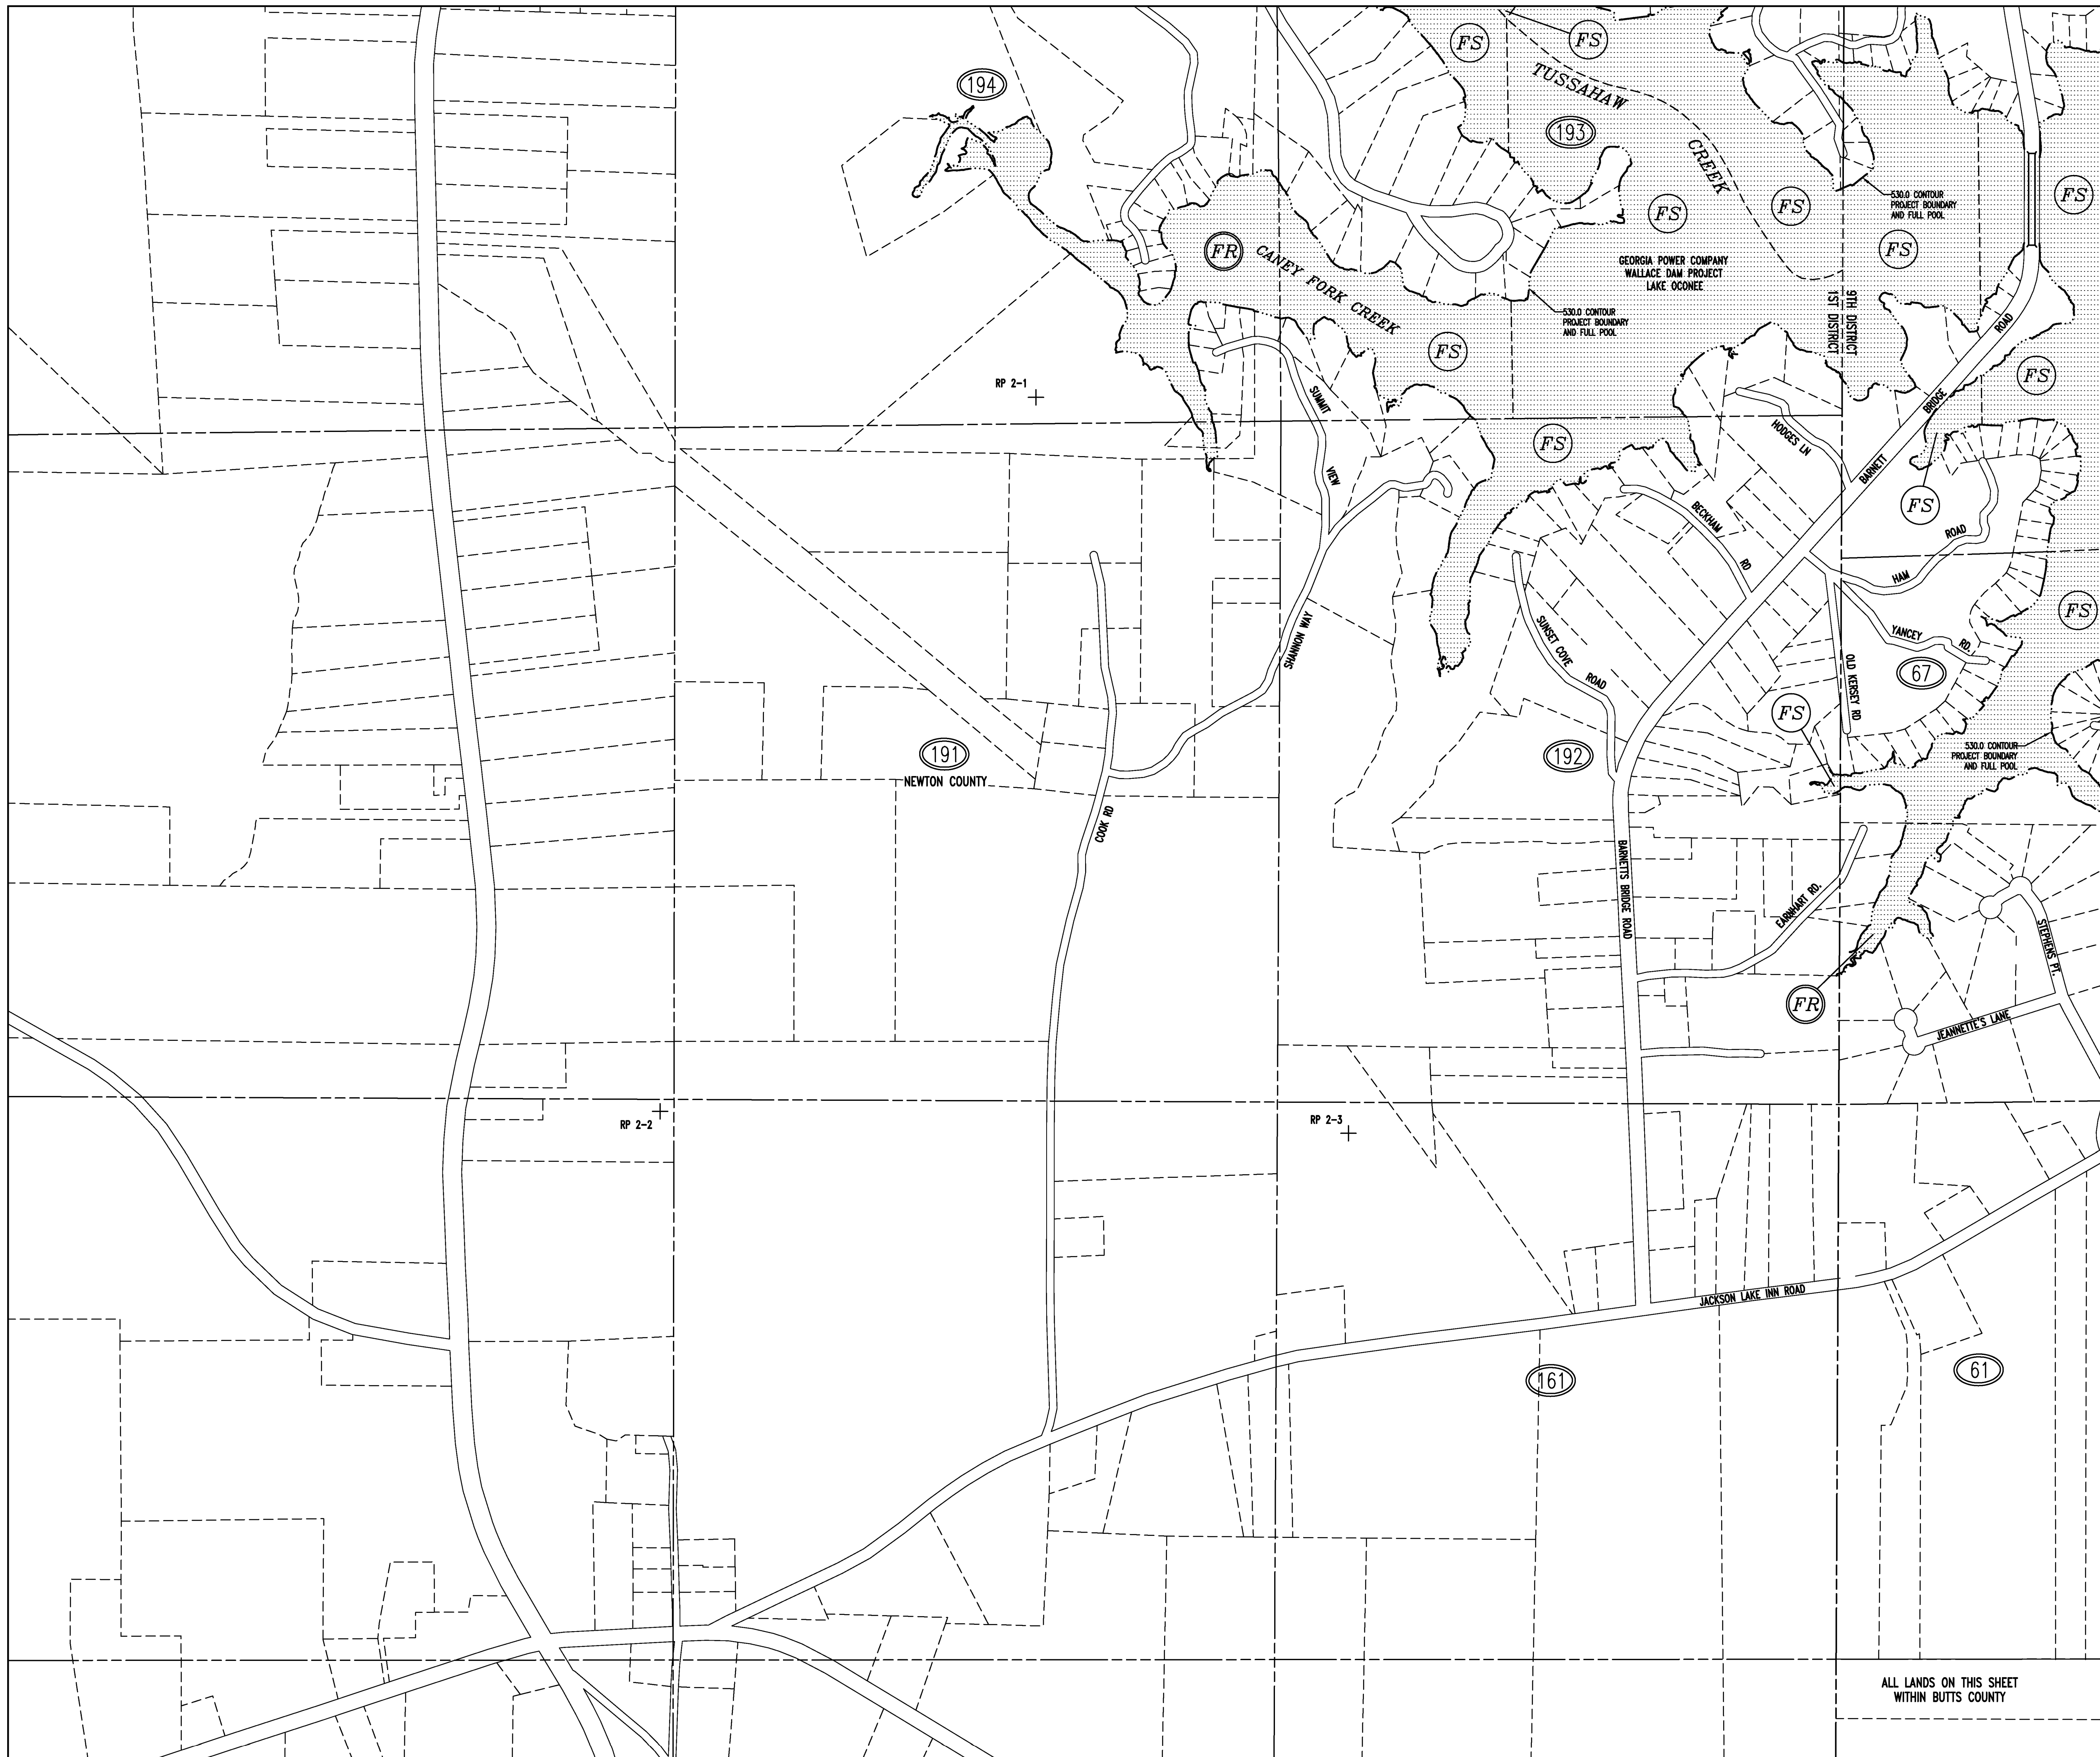 FS
FS
TUSSAHAW
CREEK
194
193
FS
FS
FS
FS
530.0 CONTOUR
PROJECT BOUNDARY
AND FULL POOL
FR
CANEY FORK CREEK
GEORGIA POWER COMPANY
WALLACE DAM PROJECT
LAKE OCONEE
530.0 CONTOUR
PROJECT BOUNDARY
AND FULL POOL
9TH DISTRICT
1ST DISTRICT
BARNETT BRIDGE ROAD
FS
FS
RP 2-1
SUMMIT VIEW
FS
HODGES LN
FS
BECKHAM RD
HAM ROAD
FS
SHANNON WAY
SUNSET COVE ROAD
YANCEY RD.
OLD KERSEY RD
67
FS
191
NEWTON COUNTY
192
530.0 CONTOUR
PROJECT BOUNDARY
AND FULL POOL
COOK RD
BARNETTS BRIDGE ROAD
EARNHART RD.
STEPHENS PT.
FR
JEANNETTE'S LANE
RP 2-2
RP 2-3
JACKSON LAKE INN ROAD
161
61
ALL LANDS ON THIS SHEET
WITHIN BUTTS COUNTY